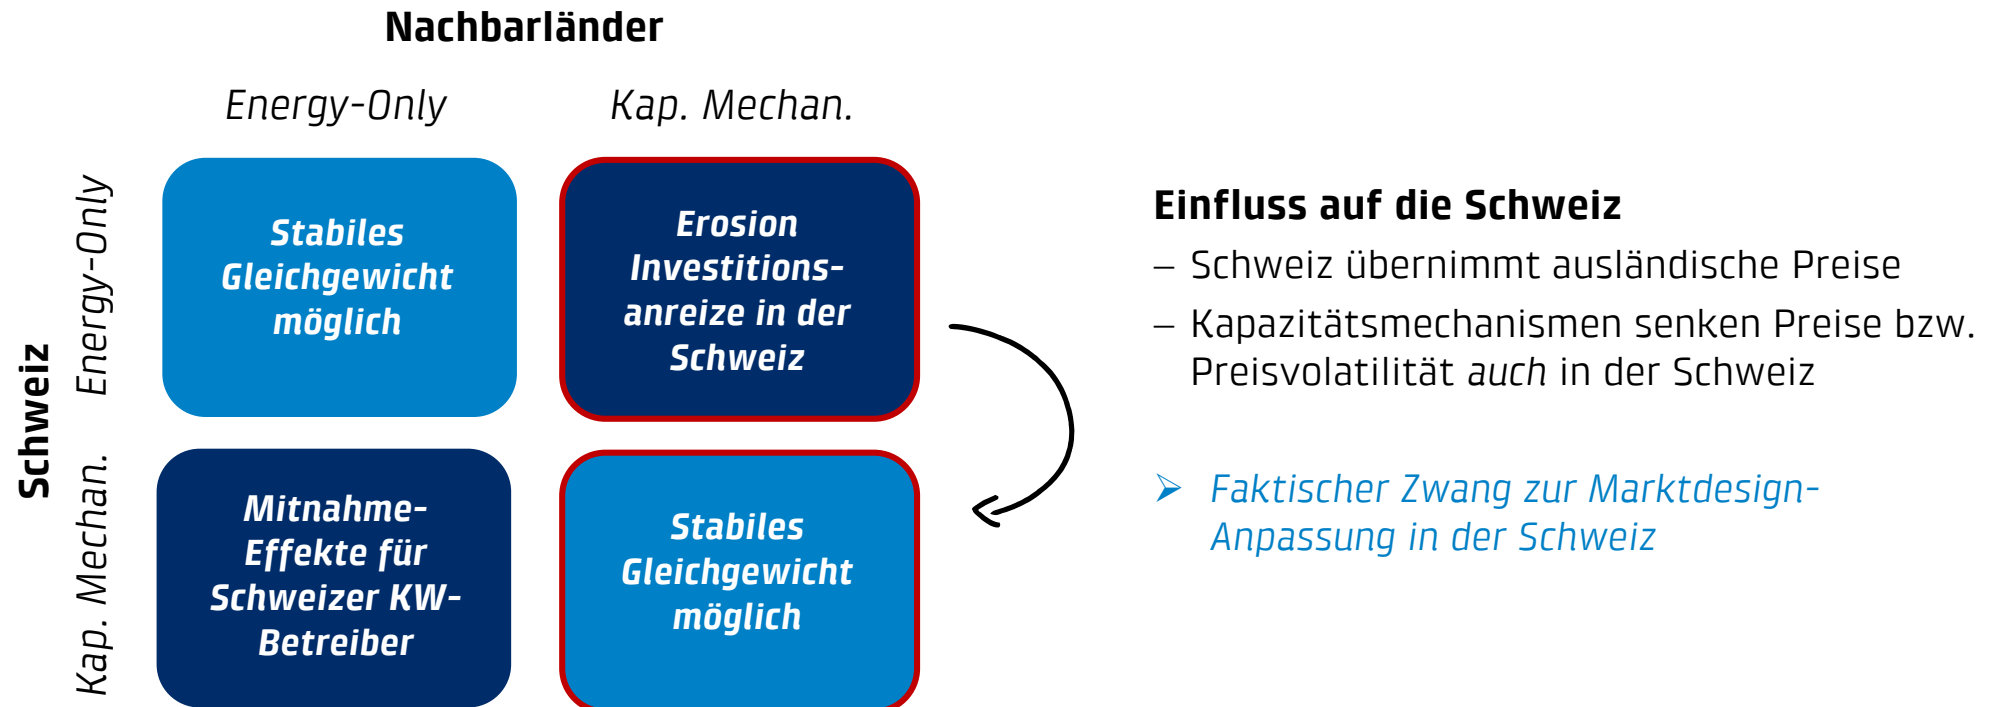 Nachbarländer
Energy-Only
Kap. Mechan.
Schweiz
Energy-Only
Stabiles
Gleichgewicht
möglich
Erosion
Investitions-
anreize in der
Schweiz
Kap. Mechan.
Mitnahme-
Effekte für
Schweizer KW-
Betreiber
Stabiles
Gleichgewicht
möglich
Einfluss auf die Schweiz
– Schweiz übernimmt ausländische Preise
– Kapazitätsmechanismen senken Preise bzw.
Preisvolatilität auch in der Schweiz
➢ Faktischer Zwang zur Marktdesign-
Anpassung in der Schweiz